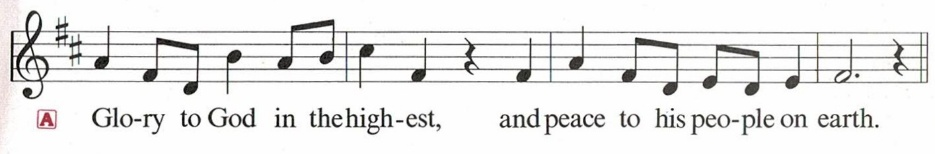 A Glo-ry to God in the high-est, and peace to his peo-ple on earth.